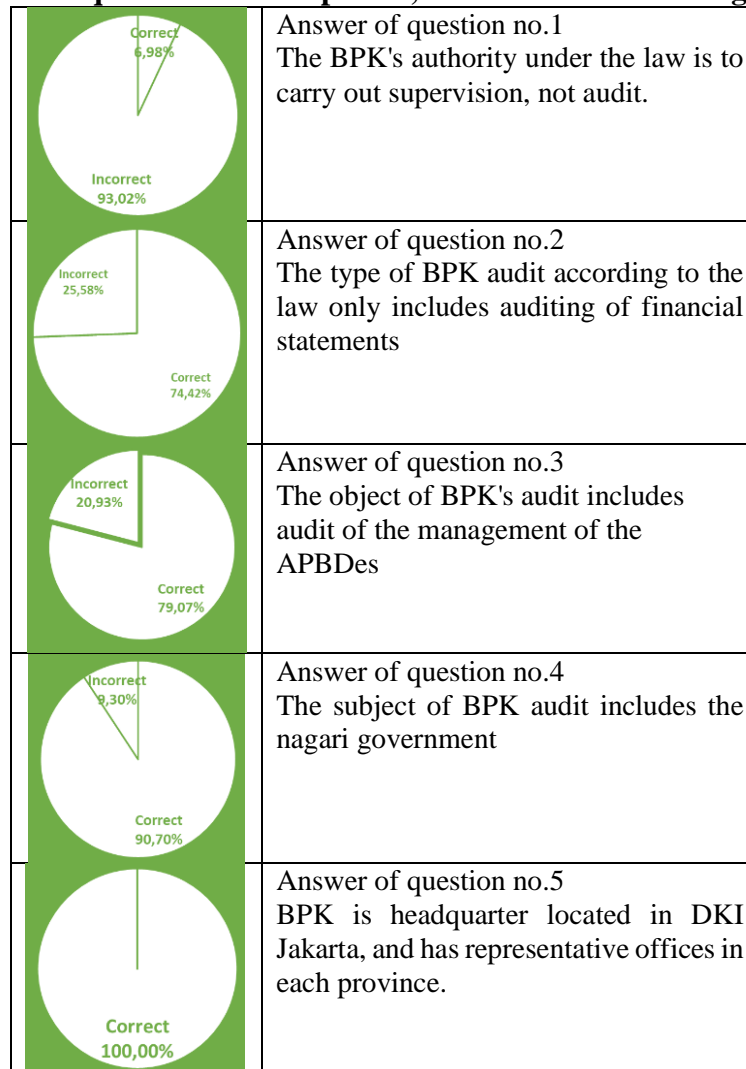 Correct
6,98%
Incorrect
93,02%
Answer of question no.1
The BPK's authority under the law is to
carry out supervision, not audit.
Incorrect
25,58%
Correct
74,42%
Answer of question no.2
The type of BPK audit according to the
law only includes auditing of financial
statements
Incorrect
20,93%
Correct
79,07%
Answer of question no.3
The object of BPK's audit includes
audit of the management of the
APBDes
Incorrect
9,30%
Correct
90,70%
Answer of question no.4
The subject of BPK audit includes the
nagari government
Correct
100,00%
Answer of question no.5
BPK is headquarter located in DKI
Jakarta, and has representative offices in
each province.